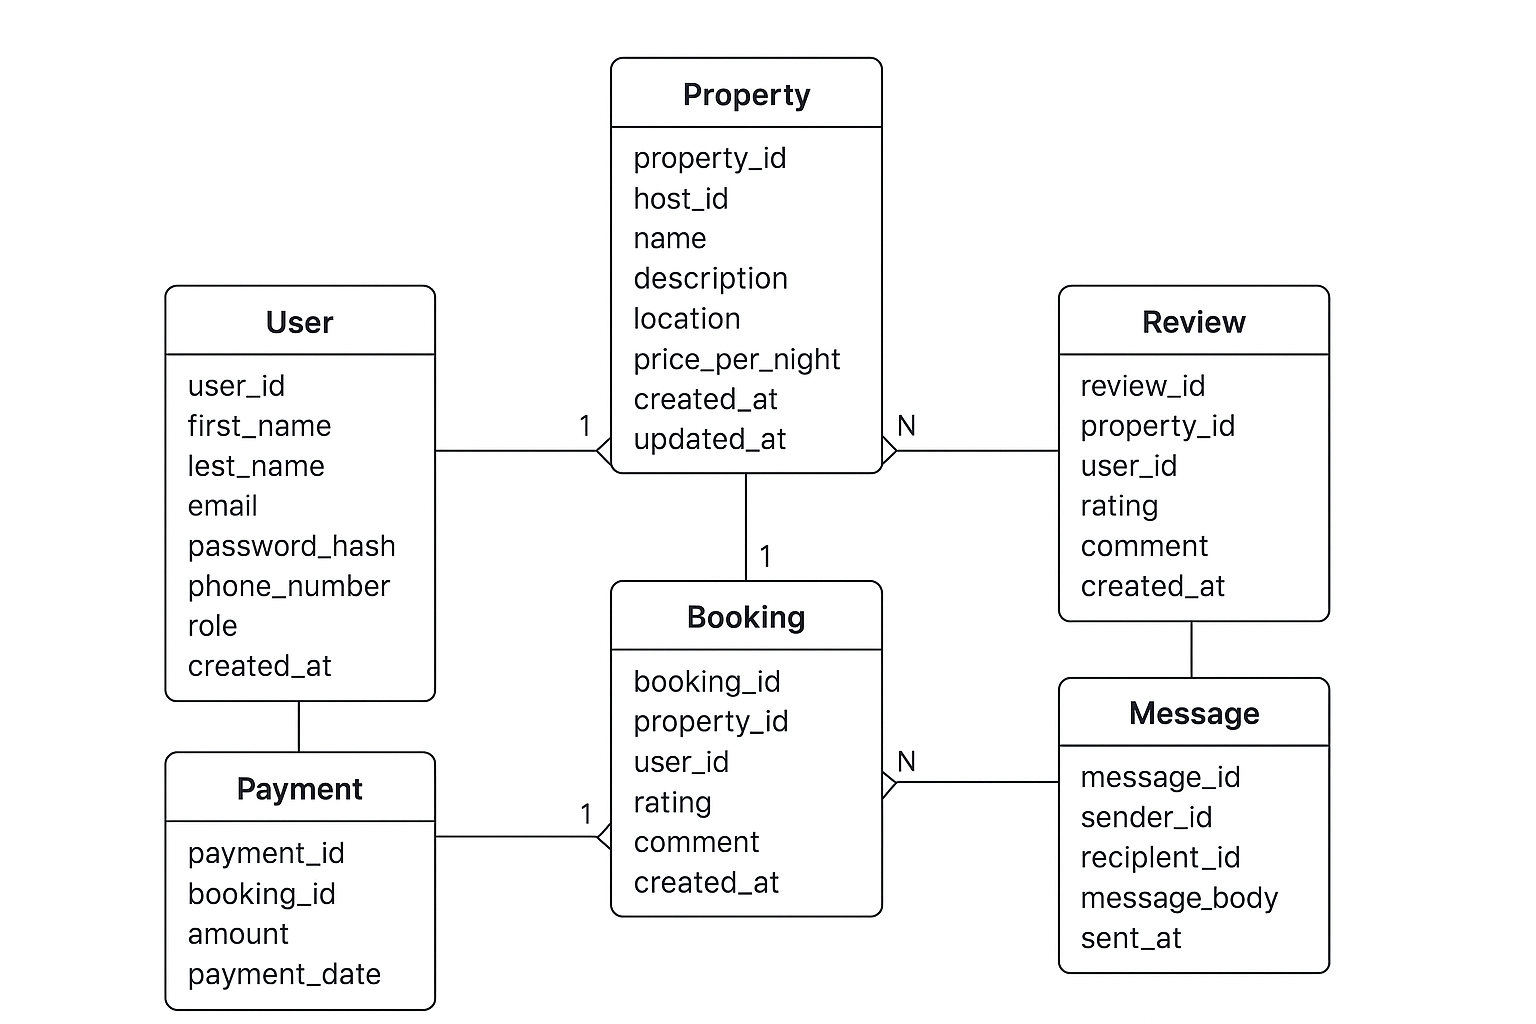 Property
property_id
host_id
name
description
location
price_per_night
created_at
updated_at
User
user_id
first_name
lest_name
email
password_hash
phone_number
role
created_at
Review
review_id
property_id
user_id
rating
comment
created_at
1
N
1
Booking
booking_id
property_id
user_id
rating
comment
created_at
Payment
payment_id
booking_id
amount
payment_date
1
N
Message
message_id
sender_id
reciplent_id
message_body
sent_at